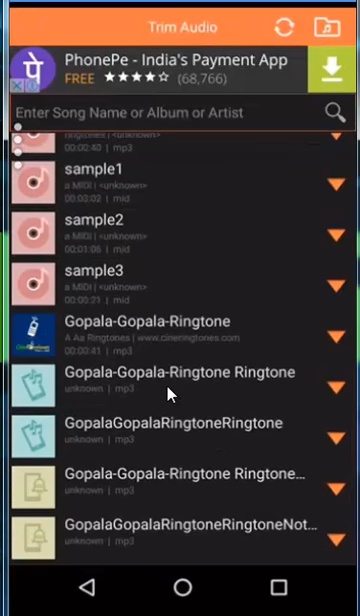 Trim Audio
पे
PhonePe - India's Payment App
FREE (68,766)
Enter Song Name or Album or Artist
ringtones | <unknown>
00:02:40 | mp3
sample1
a MIDI | <unknown>
00:03:02 | mid
sample2
a MIDI | <unknown>
00:01:06 | mid
sample3
a MIDI | <unknown>
00:03:21 | mid
Gopala-Gopala-Ringtone
A Aa Ringtones | www.cineringtones.com
00:00:41 | mp3
Gopala-Gopala-Ringtone Ringtone
unknown | mp3
GopalaGopalaRingtoneRingtone
unknown | mp3
Gopala-Gopala-Ringtone Ringtone...
unknown | mp3
GopalaGopalaRingtoneRingtoneNot...
unknown | mp3